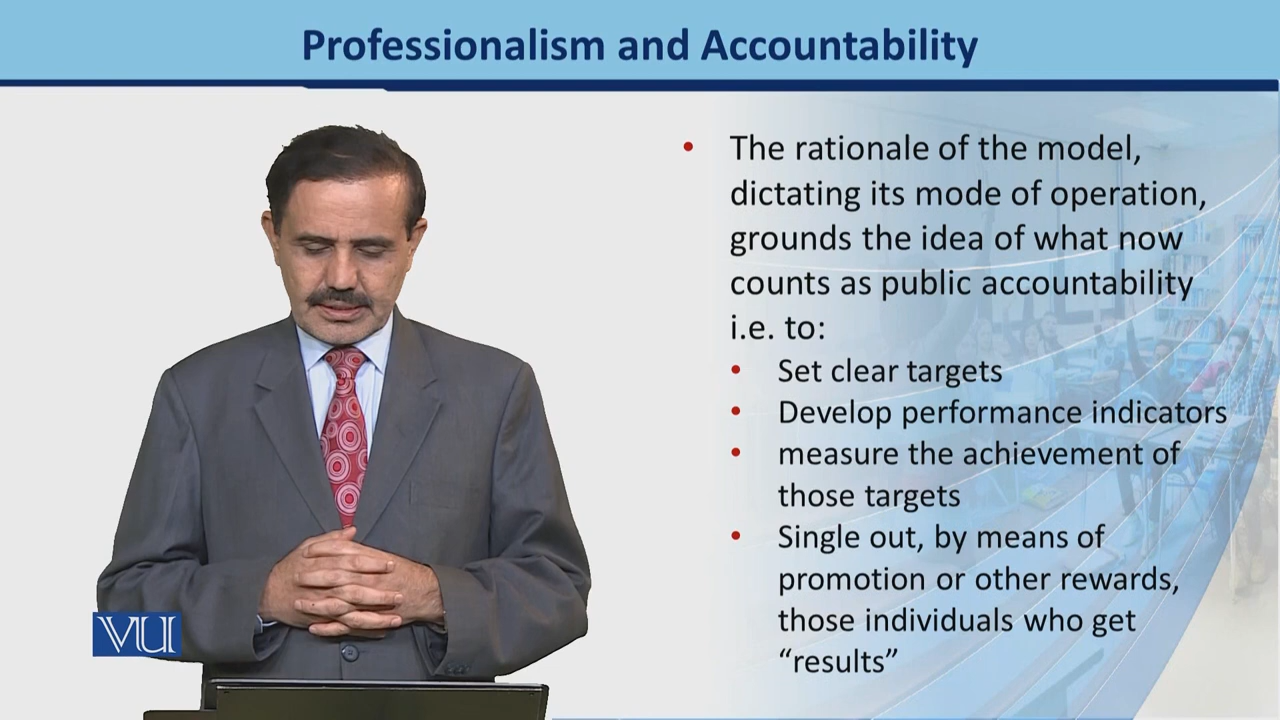 Professionalism and Accountability
• The rationale of the model,
dictating its mode of operation,
grounds the idea of what now
counts as public accountability
i.e. to:
• Set clear targets
• Develop performance indicators
• measure the achievement of
those targets
• Single out, by means of
promotion or other rewards,
those individuals who get
“results”
VU